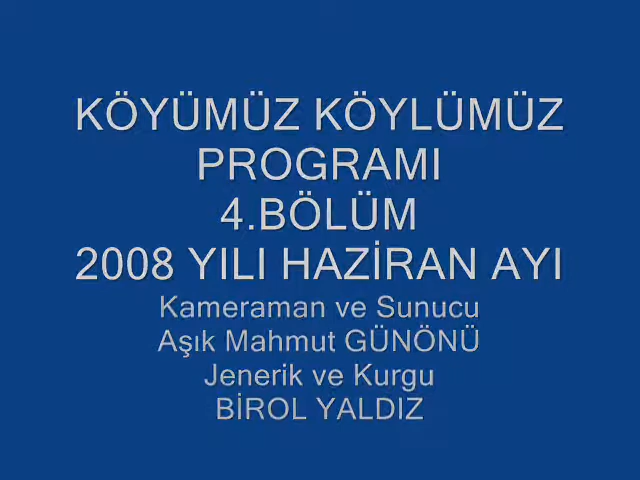 KÖYÜMÜZ KÖYLÜMÜZ
PROGRAMI
4.BÖLÜM
2008 YILI HAZİRAN AYI
Kameraman ve Sunucu
Aşık Mahmut GÜNÖNÜ
Jenerik ve Kurgu
BİROL YALDIZ